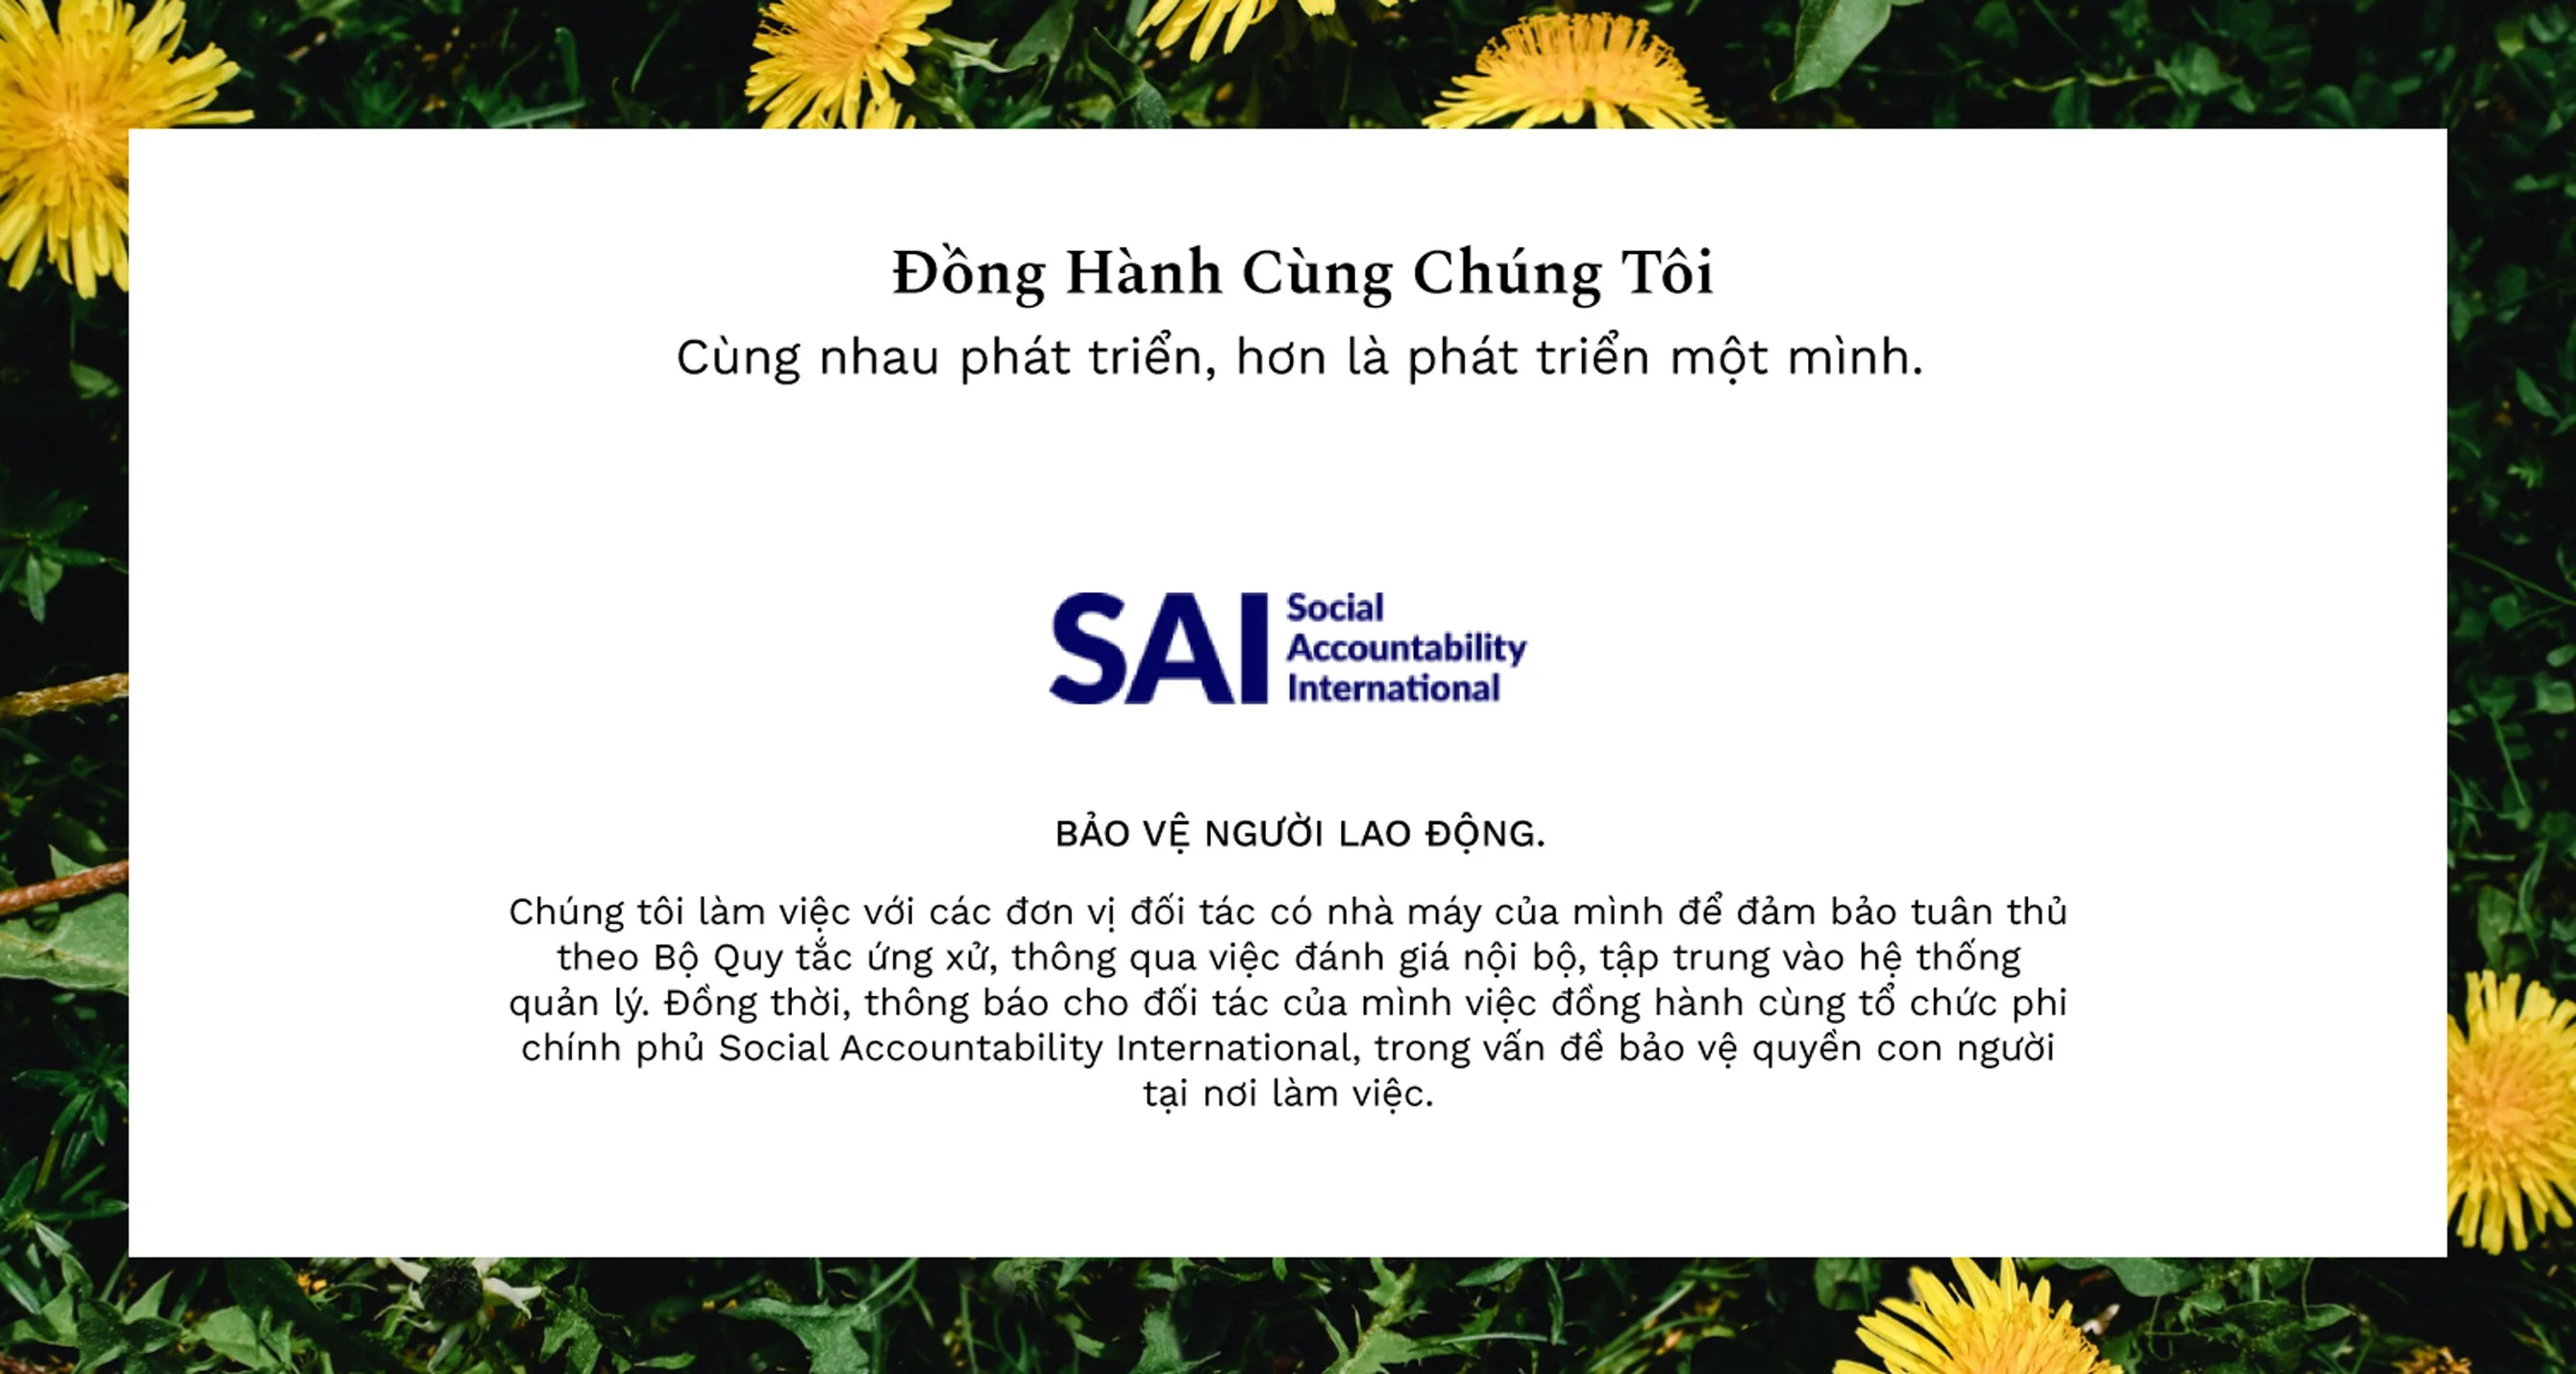 Đồng Hành Cùng Chúng Tôi
Cùng nhau phát triển, hơn là phát triển một mình.
SAI
Social
Accountability
International
BẢO VỆ NGƯỜI LAO ĐỘNG.
Chúng tôi làm việc với các đơn vị đối tác có nhà máy của mình để đảm bảo tuân thủ
theo Bộ Quy tắc ứng xử, thông qua việc đánh giá nội bộ, tập trung vào hệ thống
quản lý. Đồng thời, thông báo cho đối tác của mình việc đồng hành cùng tổ chức phi
chính phủ Social Accountability International, trong vấn đề bảo vệ quyền con người
tại nơi làm việc.